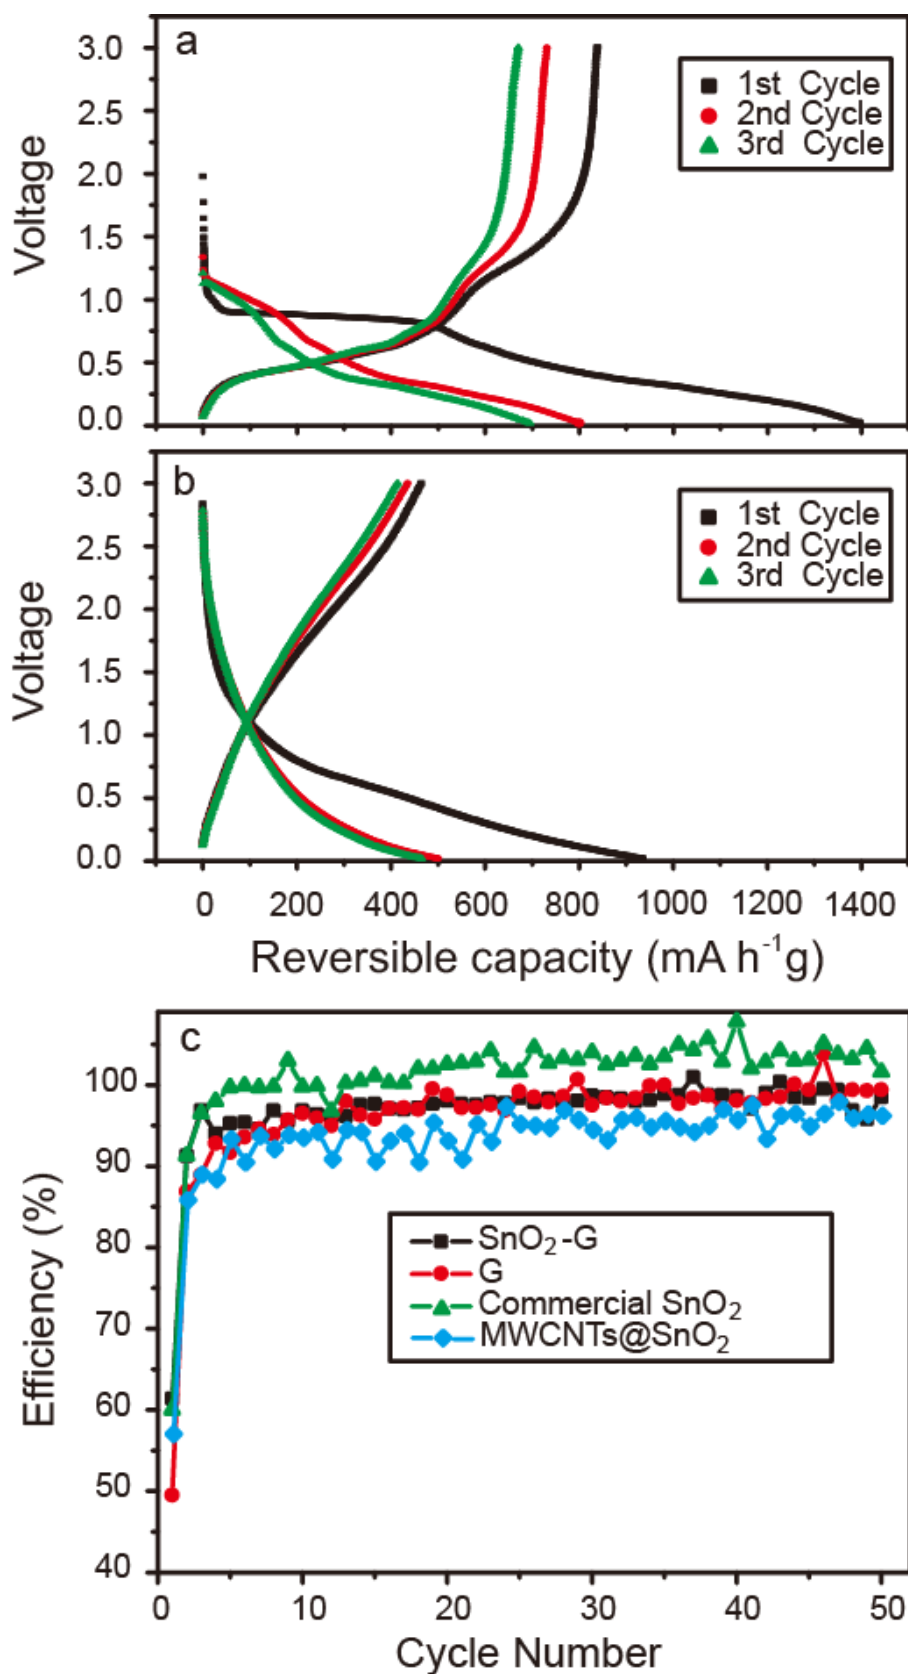 a
3.0
2.5
2.0
1.5
1.0
0.5
0.0
Voltage
1st Cycle
2nd Cycle
3rd Cycle
b
3.0
2.5
2.0
1.5
1.0
0.5
0.0
Voltage
1st Cycle
2nd Cycle
3rd Cycle
0 200 400 600 800 1000 1200 1400
Reversible capacity (mA h⁻¹g)
c
100
90
80
70
60
50
40
Efficiency (%)
SnO₂-G
G
Commercial SnO₂
MWCNTs@SnO₂
0 10 20 30 40 50
Cycle Number